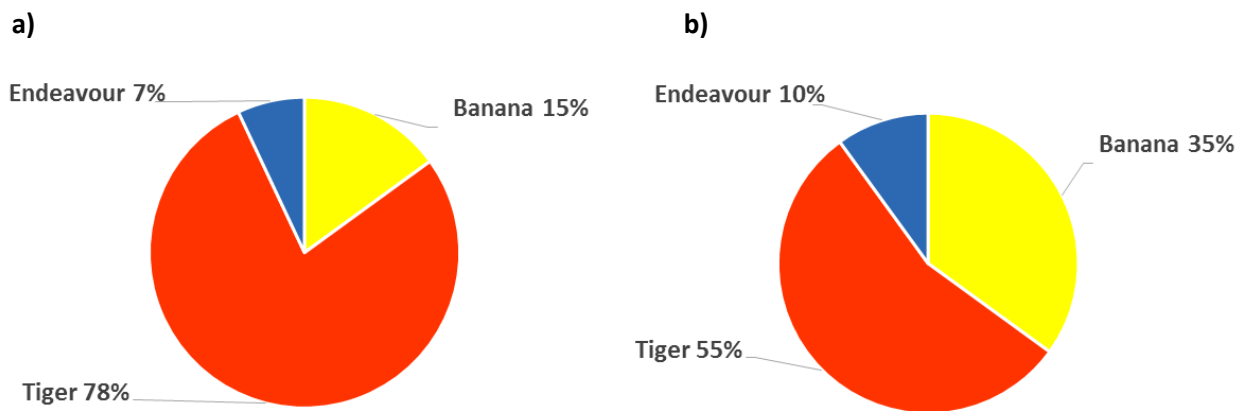 a)
Endeavour 7%
Banana 15%
Tiger 78%
b)
Endeavour 10%
Banana 35%
Tiger 55%